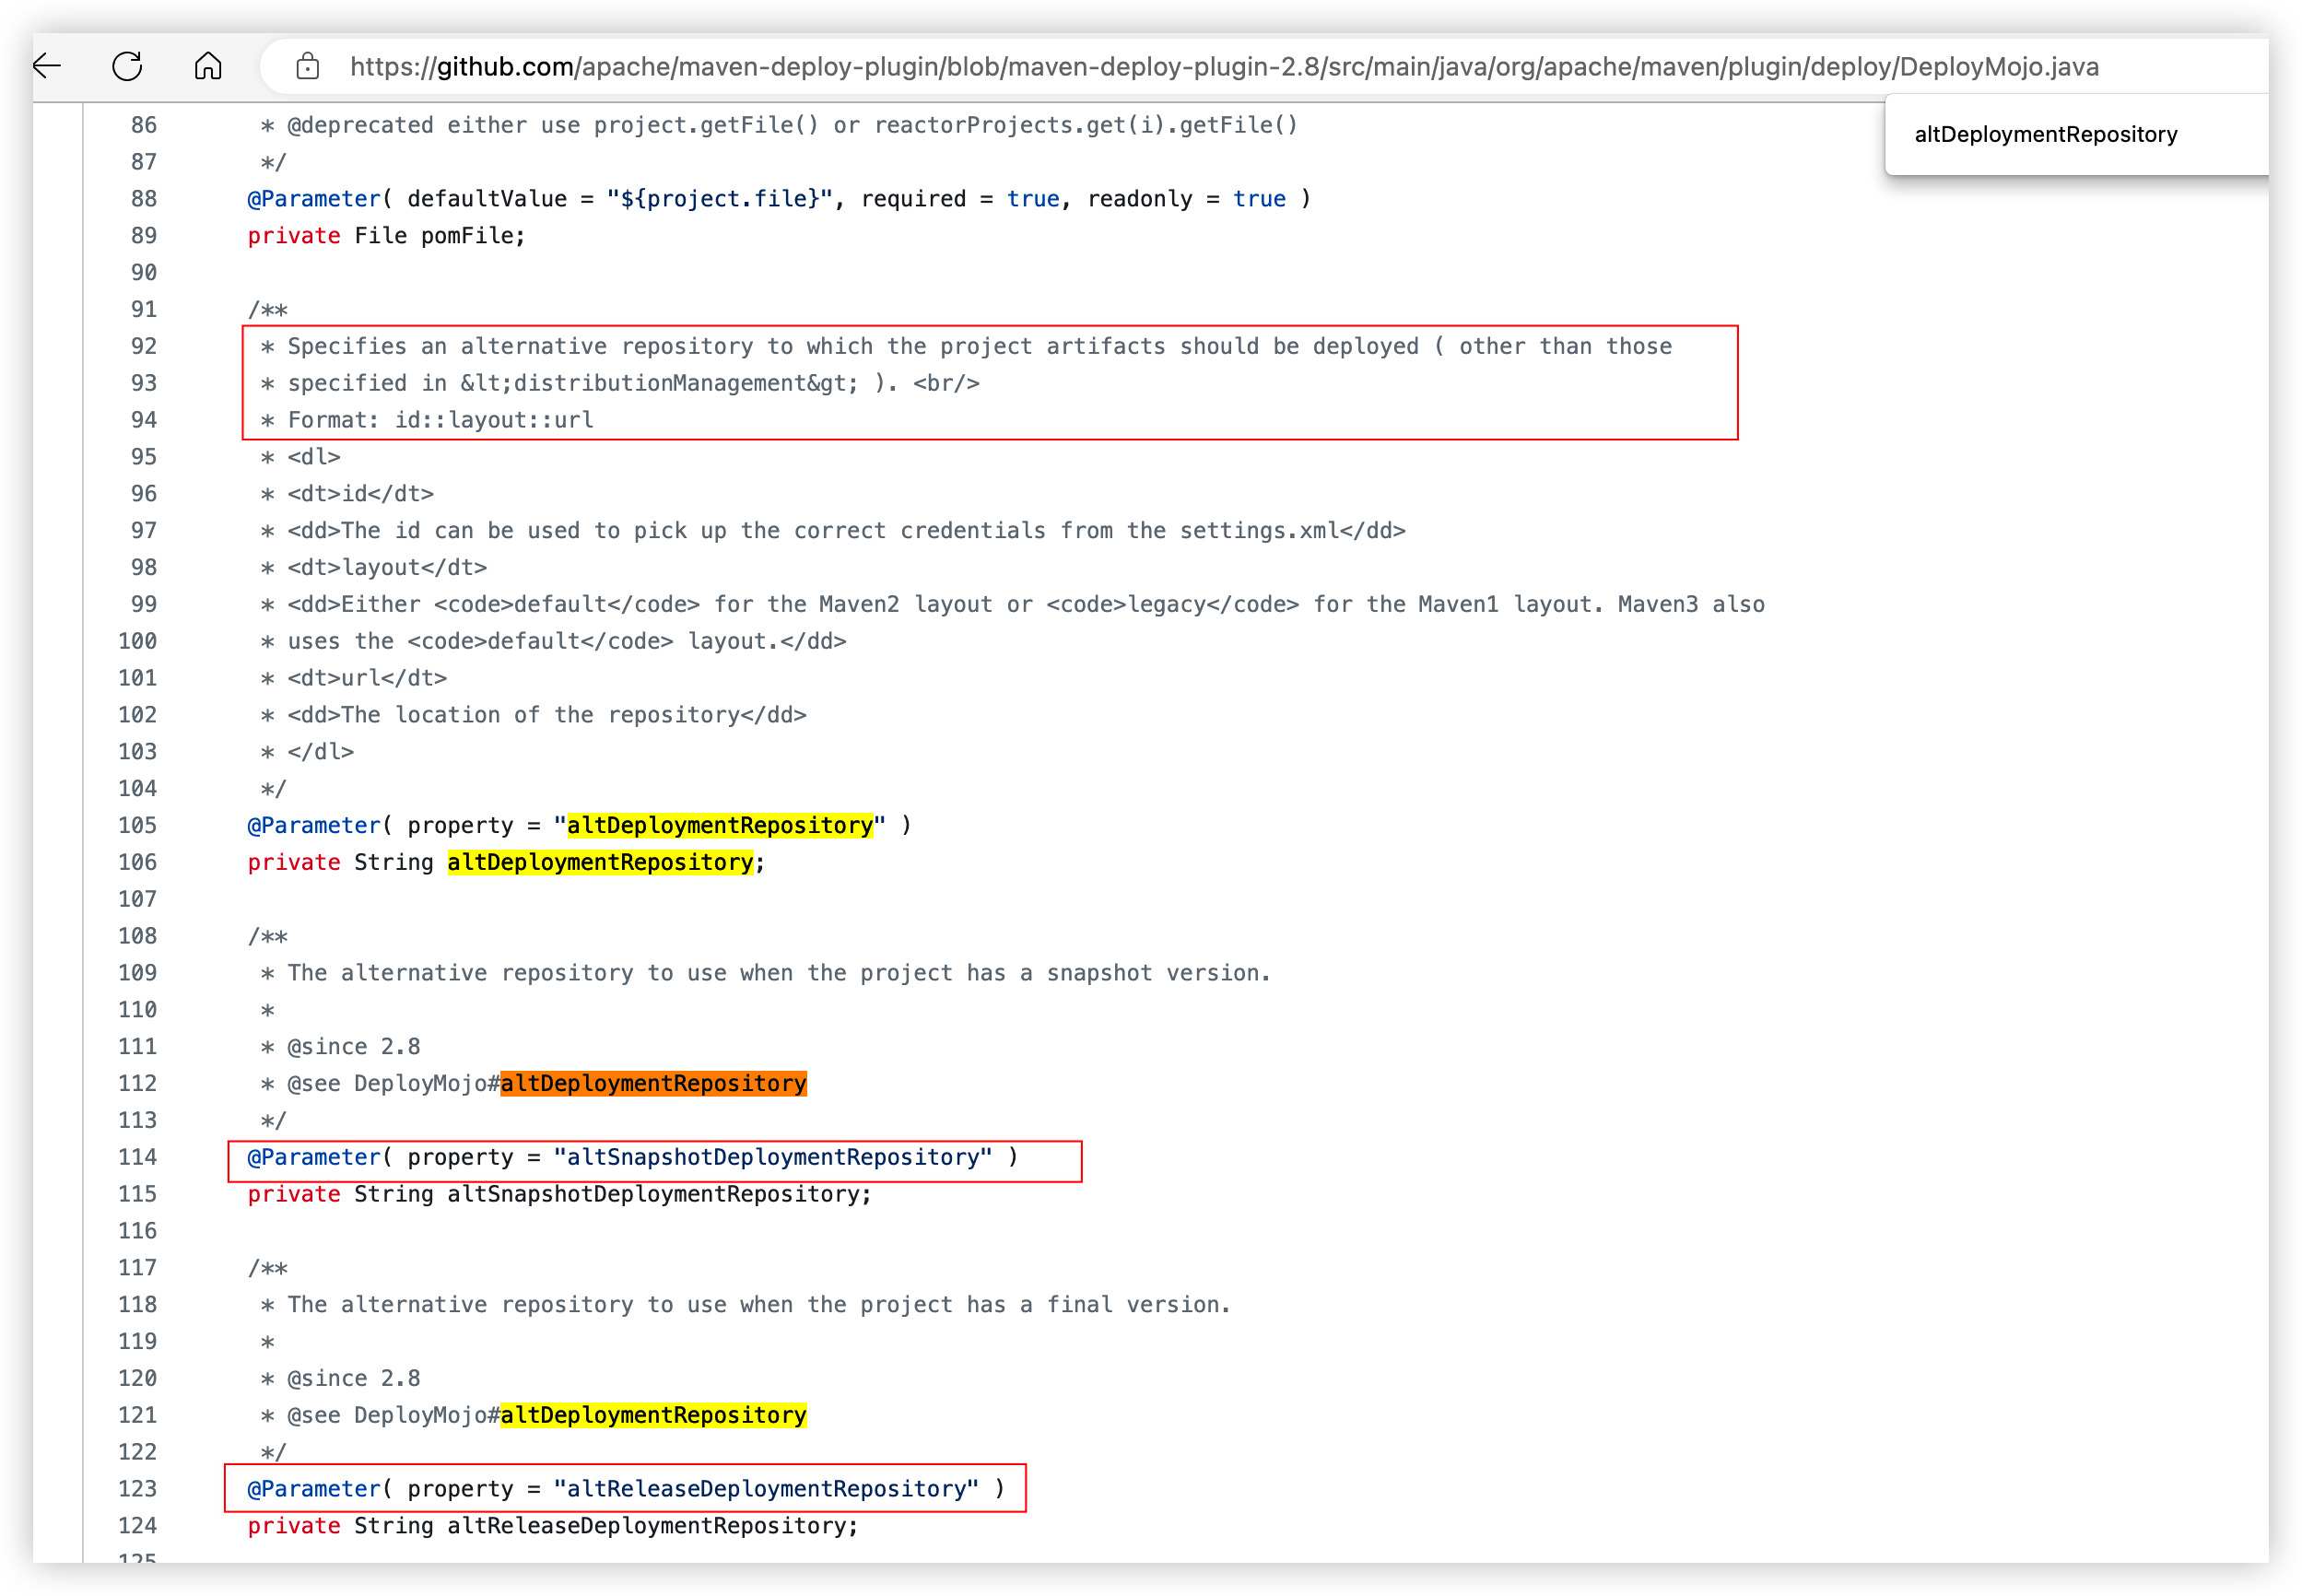 https://github.com/apache/maven-deploy-plugin/blob/maven-deploy-plugin-2.8/src/main/java/org/apache/maven/plugin/deploy/DeployMojo.java
altDeploymentRepository
86 * @deprecated either use project.getFile() or reactorProjects.get(i).getFile()
87 */
88 @Parameter( defaultValue = "${project.file}", required = true, readonly = true )
89 private File pomFile;
90
91 /**
92 * Specifies an alternative repository to which the project artifacts should be deployed ( other than those
93 * specified in &lt;distributionManagement&gt; ). <br/>
94 * Format: id::layout::url
95 * <dl>
96 * <dt>id</dt>
97 * <dd>The id can be used to pick up the correct credentials from the settings.xml</dd>
98 * <dt>layout</dt>
99 * <dd>Either <code>default</code> for the Maven2 layout or <code>legacy</code> for the Maven1 layout. Maven3 also
100 * uses the <code>default</code> layout.</dd>
101 * <dt>url</dt>
102 * <dd>The location of the repository</dd>
103 * </dl>
104 */
105 @Parameter( property = "altDeploymentRepository" )
106 private String altDeploymentRepository;
107
108 /**
109 * The alternative repository to use when the project has a snapshot version.
110 *
111 * @since 2.8
112 * @see DeployMojo#altDeploymentRepository
113 */
114 @Parameter( property = "altSnapshotDeploymentRepository" )
115 private String altSnapshotDeploymentRepository;
116
117 /**
118 * The alternative repository to use when the project has a final version.
119 *
120 * @since 2.8
121 * @see DeployMojo#altDeploymentRepository
122 */
123 @Parameter( property = "altReleaseDeploymentRepository" )
124 private String altReleaseDeploymentRepository;
125